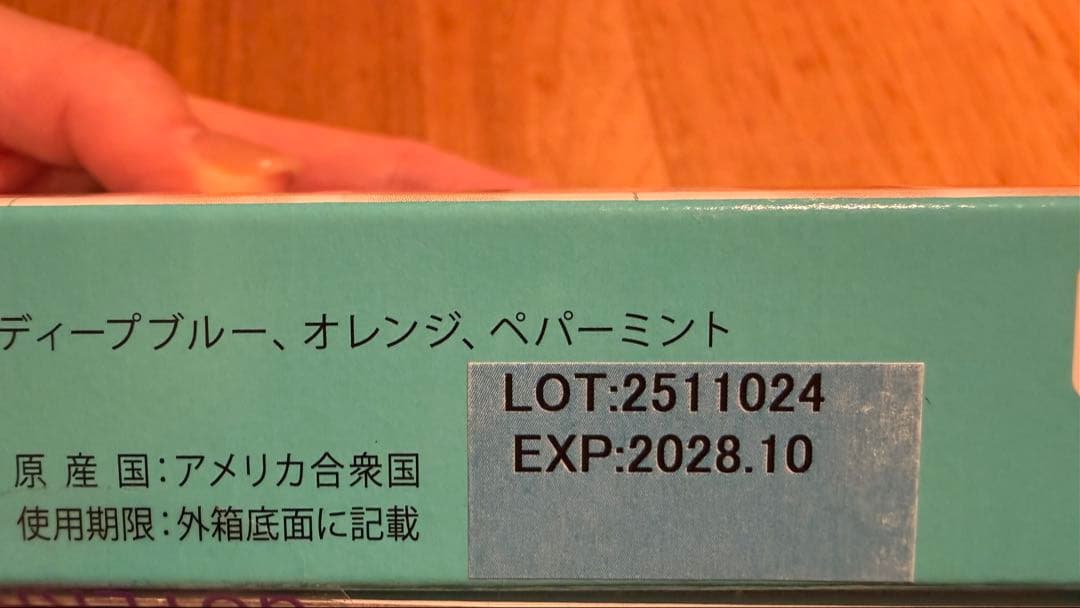 ディープブルー、オレンジ、ペパーミント
LOT:2511024
EXP:2028.10
原産国：アメリカ合衆国
使用期限：外箱底面に記載